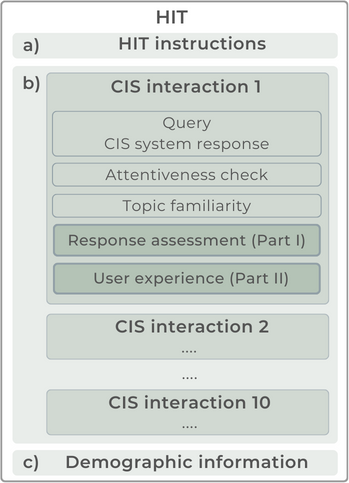 HIT
a) HIT instructions
b) CIS interaction 1
Query
CIS system response
Attentiveness check
Topic familiarity
Response assessment (Part I)
User experience (Part II)
CIS interaction 2
....
....
CIS interaction 10
....
c) Demographic information